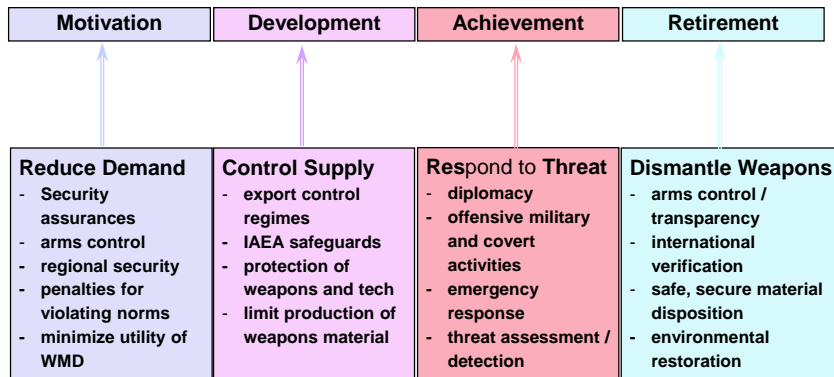 Motivation
Development
Achievement
Retirement
Reduce Demand
- Security
assurances
- arms control
- regional security
- penalties for
violating norms
- minimize utility of
WMD
Control Supply
- export control
regimes
- IAEA safeguards
- protection of
weapons and tech
- limit production of
weapons material
Respond to Threat
- diplomacy
- offensive military
and covert
activities
- emergency
response
- threat assessment /
detection
Dismantle Weapons
- arms control /
transparency
- international
verification
- safe, secure material
disposition
- environmental
restoration